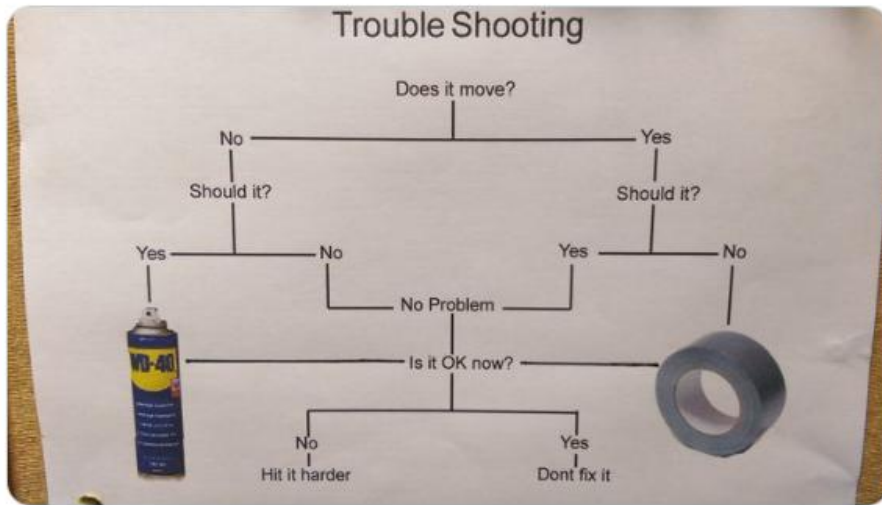 Trouble Shooting
Does it move?
No Yes
Should it? Should it?
Yes No Yes No
No Problem
WD-40
Is it OK now?
No Yes
Hit it harder Dont fix it